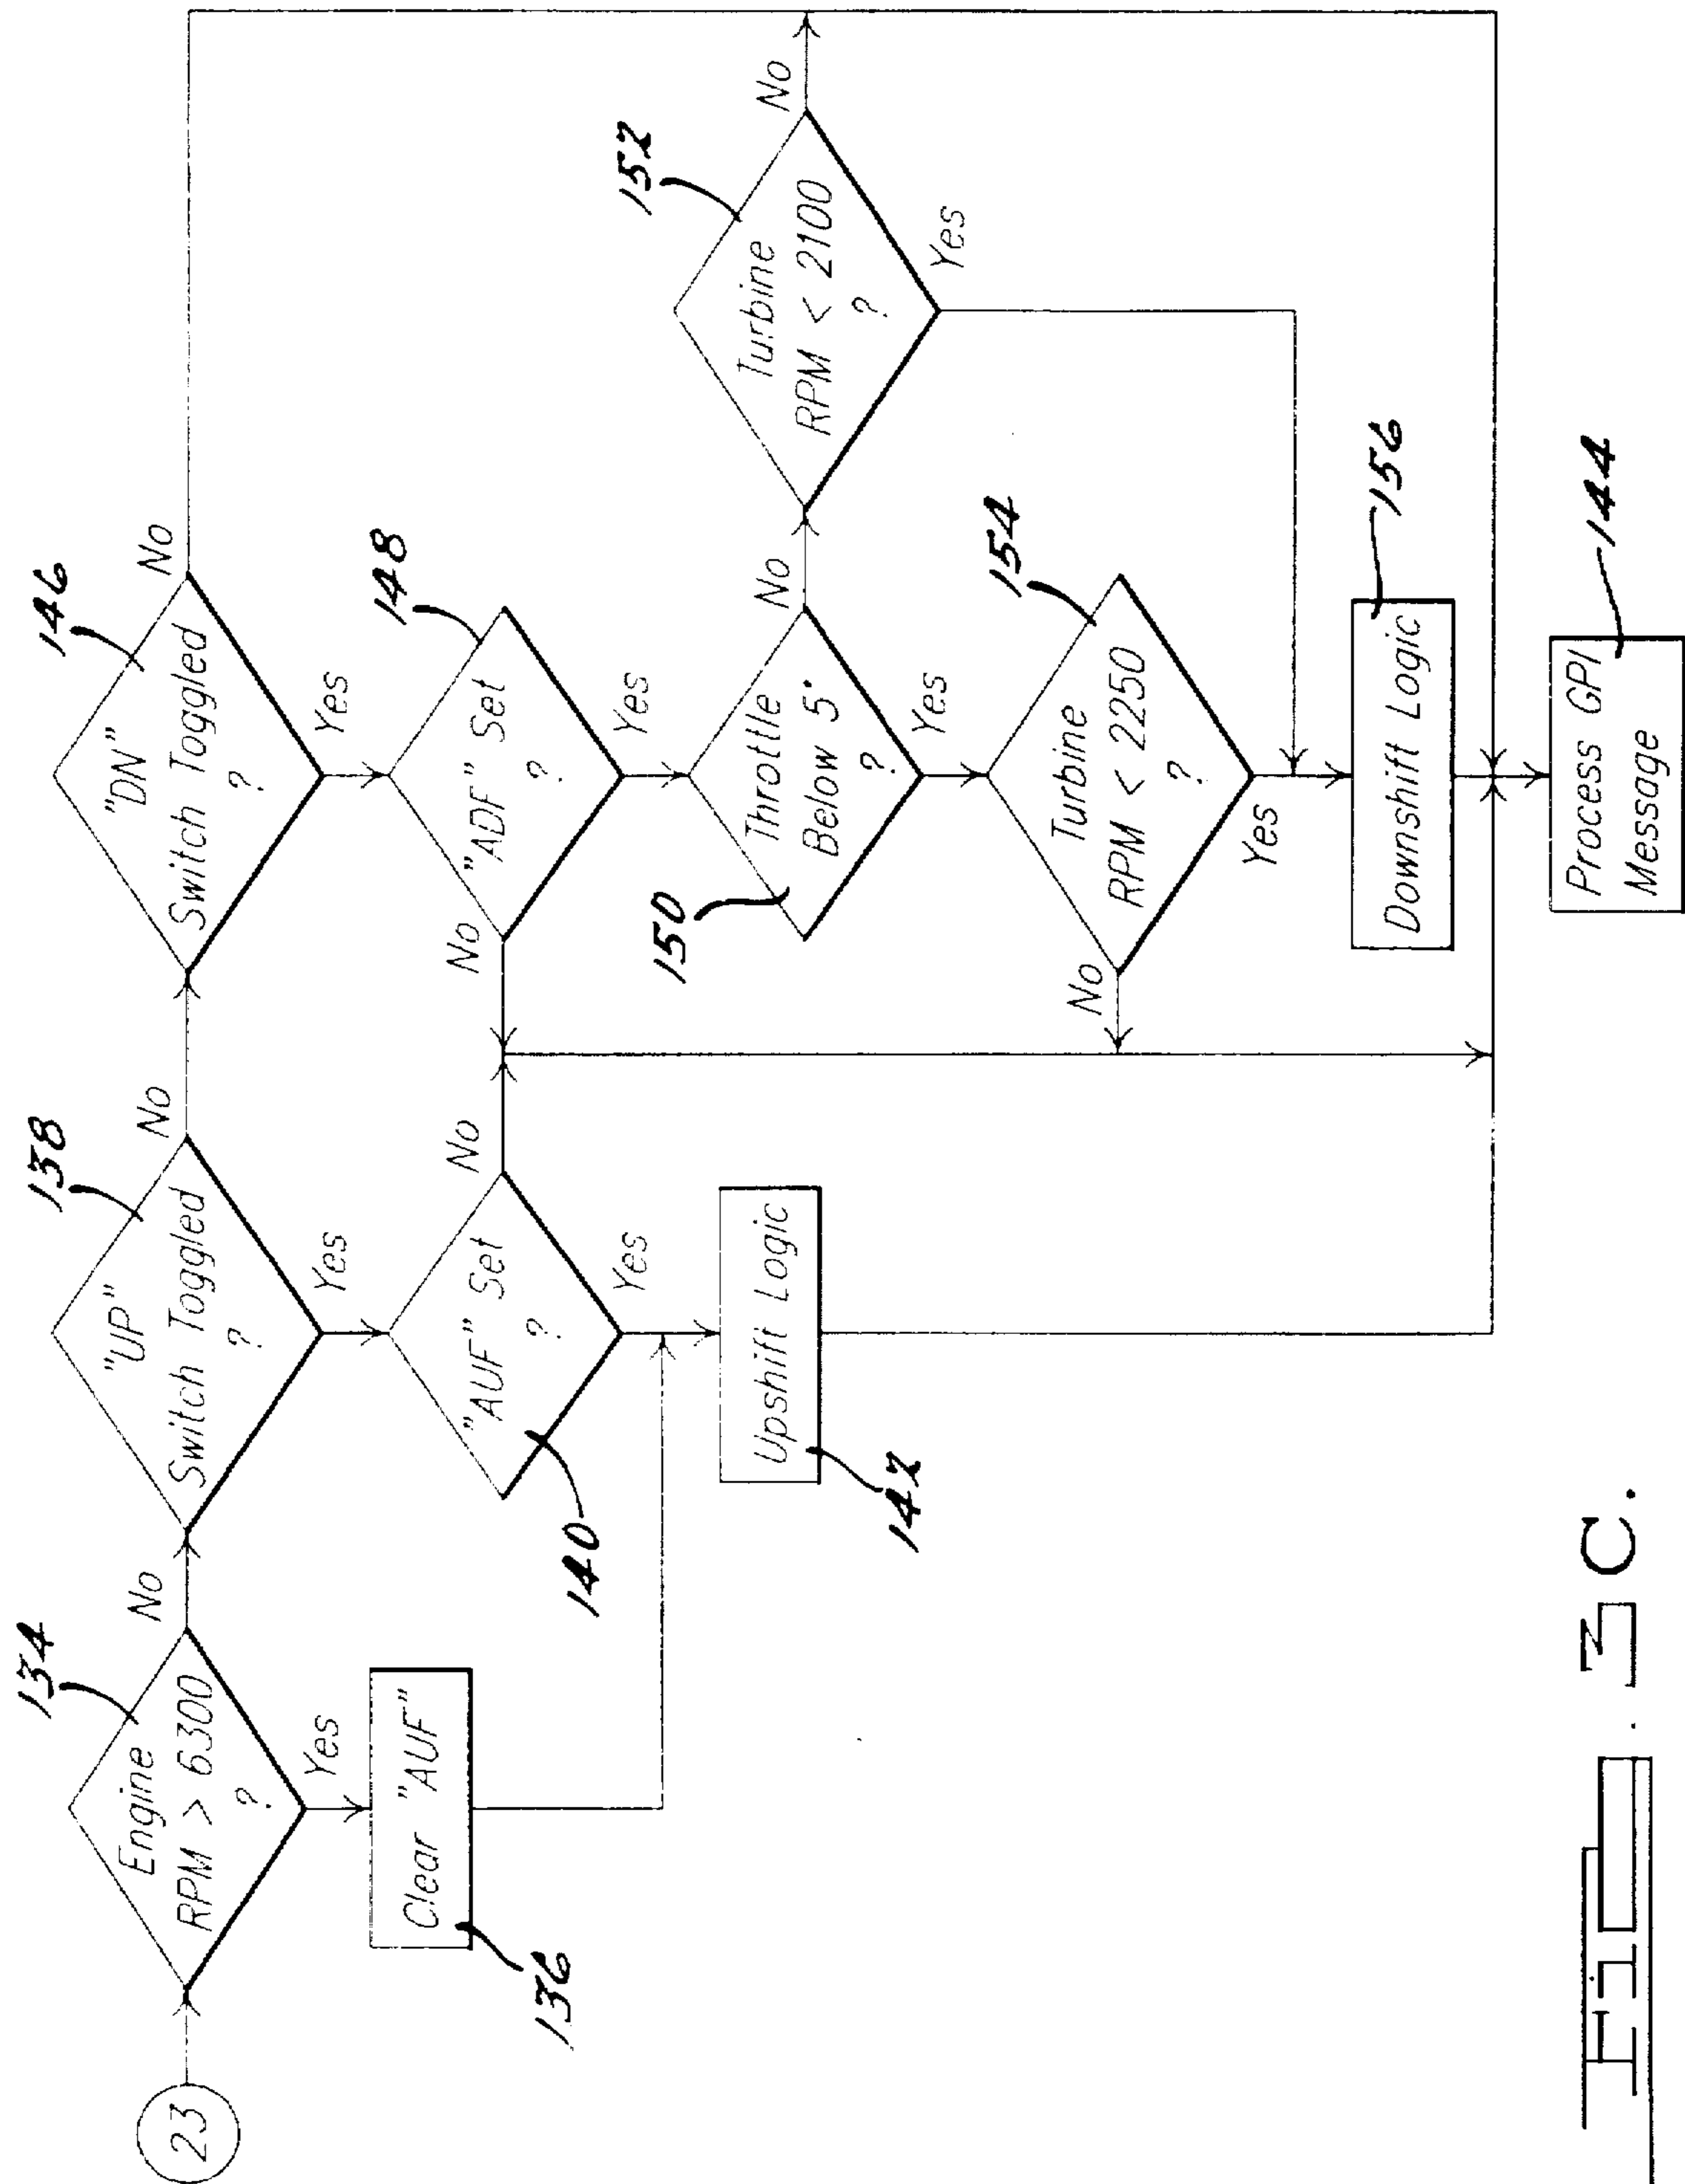 23
134
Engine
RPM > 6300
?
No
Yes
136
Clear "AUF"
138
"UP"
Switch Toggled
?
No
Yes
140
"AUF" Set
?
No
Yes
142
Upshift Logic
146
"DN"
Switch Toggled
?
No
Yes
148
"ADF" Set
?
No
Yes
150
Throttle
Below 5°
?
No
Yes
152
Turbine
RPM < 2100
?
No
Yes
154
Turbine
RPM < 2250
?
No
Yes
156
Downshift Logic
144
Process GPI
Message
FIG. 3C.